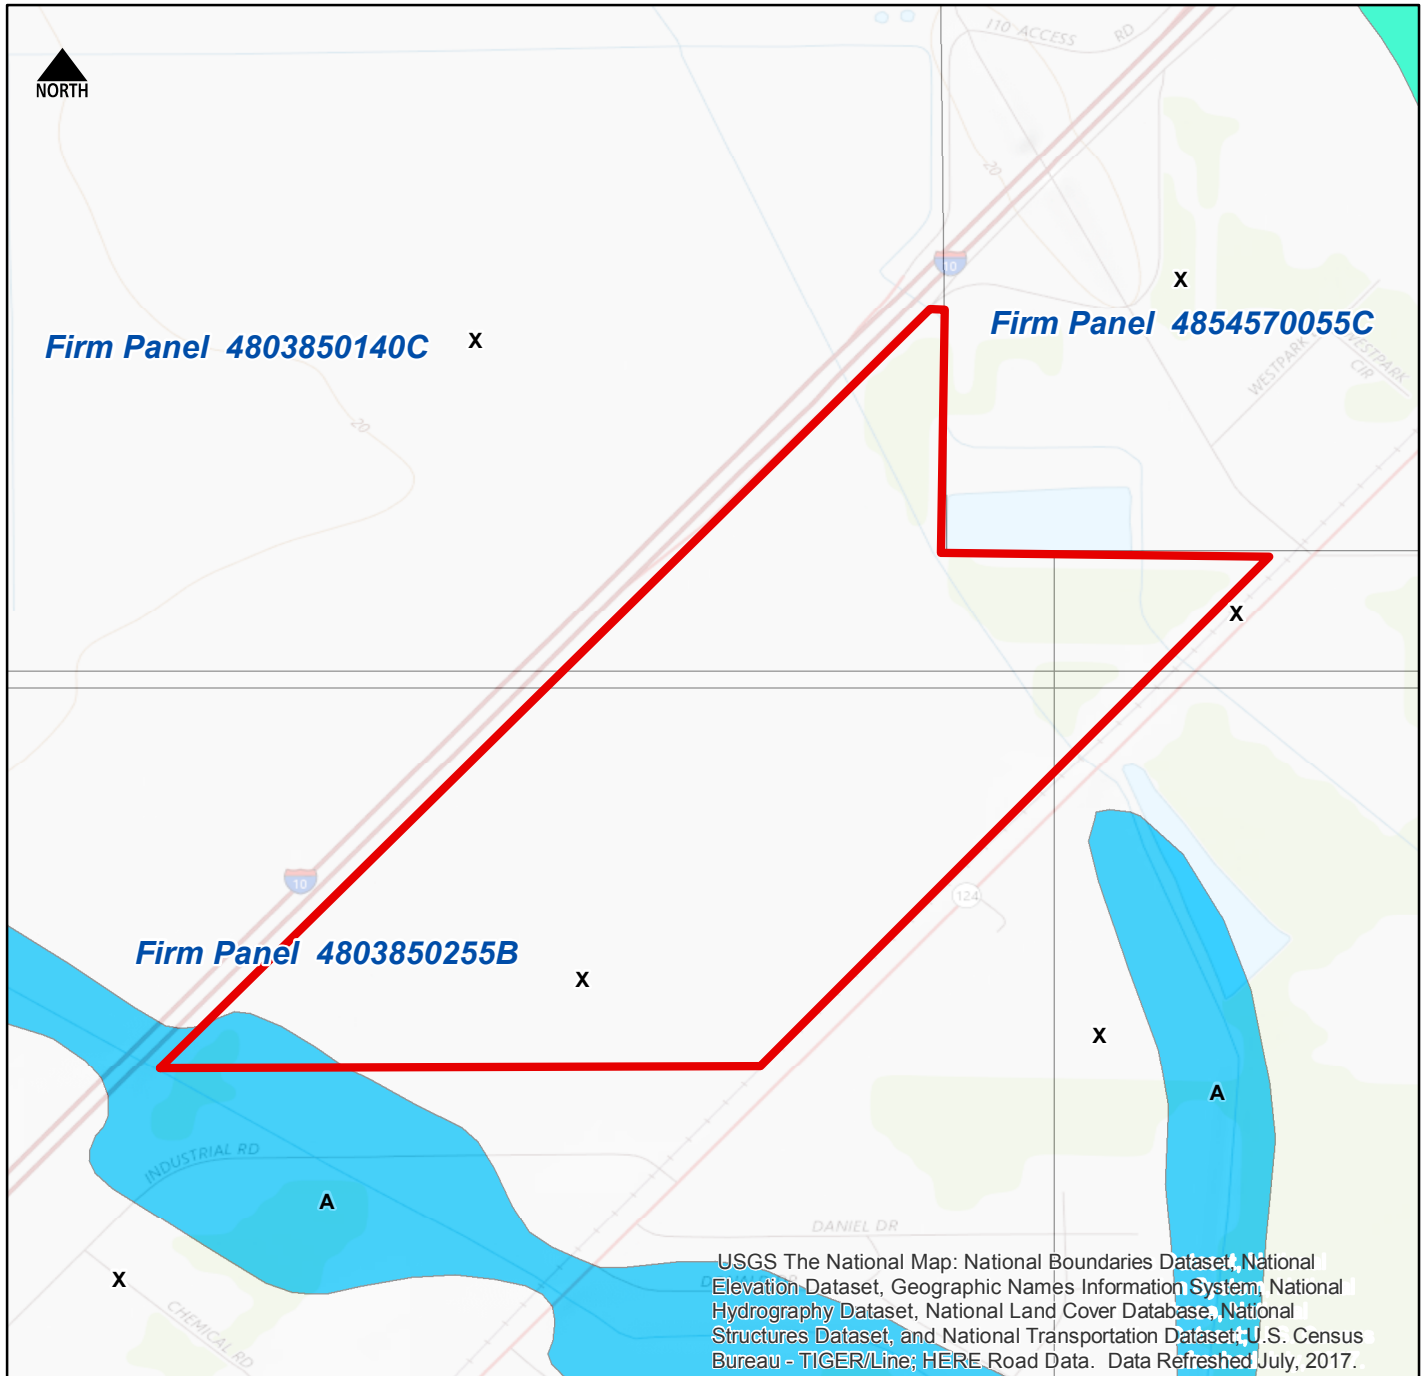 NORTH
I10 ACCESS RD
20
10
X
Firm Panel 4854570055C
Firm Panel 4803850140C
X
WESTPARK
WESTPARK CIR
20
X
10
124
Firm Panel 4803850255B
X
X
A
INDUSTRIAL RD
A
DANIEL DR
X
CHEMICAL RD
USGS The National Map: National Boundaries Dataset, National
Elevation Dataset, Geographic Names Information System, National
Hydrography Dataset, National Land Cover Database, National
Structures Dataset, and National Transportation Dataset; U.S. Census
Bureau - TIGER/Line; HERE Road Data. Data Refreshed July, 2017.